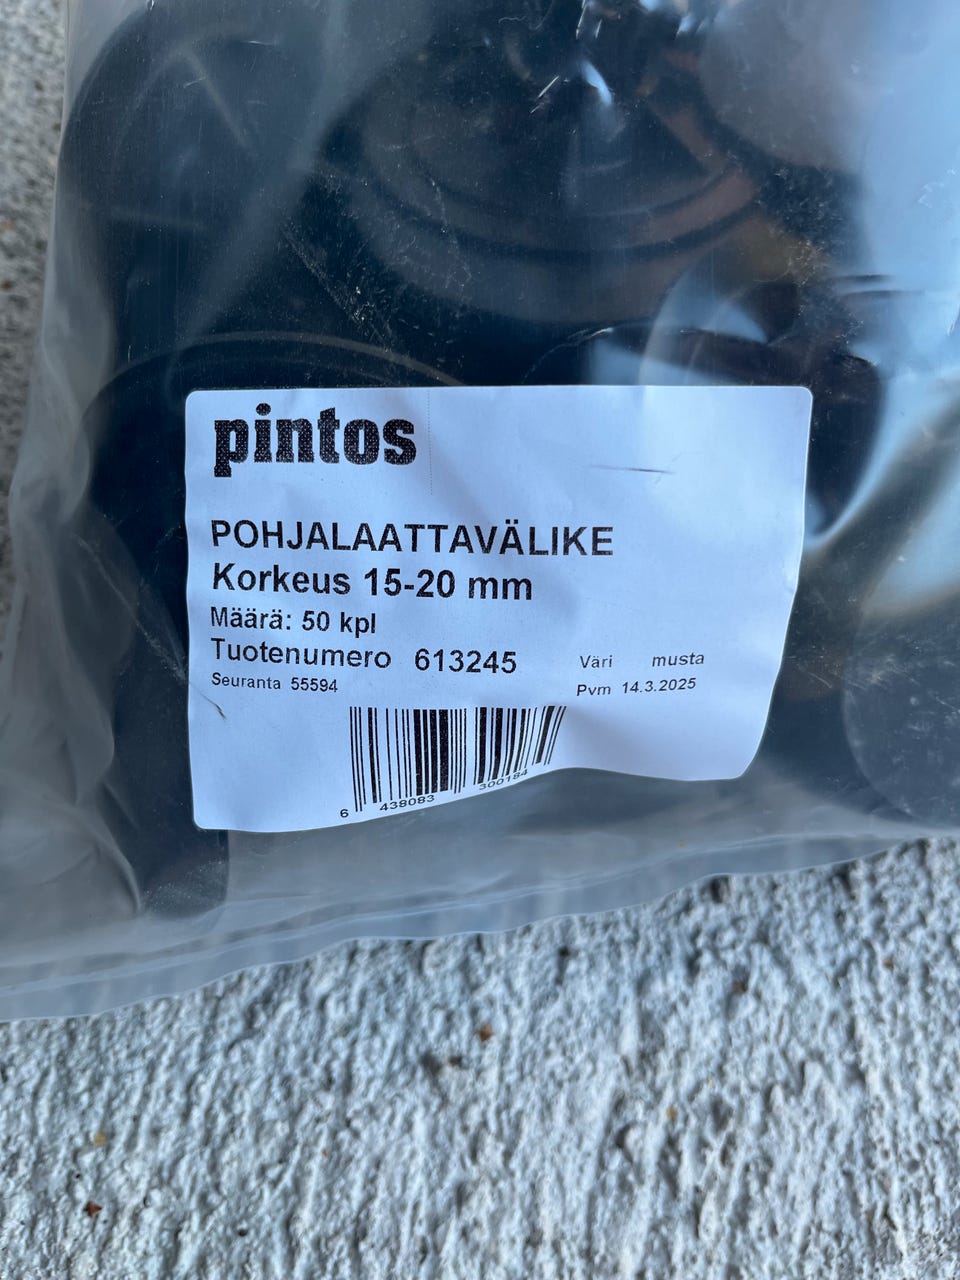 pintos
POHJALAATTAVÄLIKE
Korkeus 15-20 mm
Määrä: 50 kpl
Tuotenumero 613245
Väri musta
Seuranta 55594
Pvm 14.3.2025
6 438083 300184